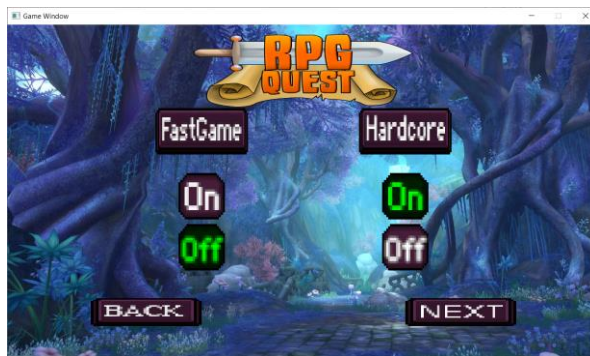 Game Window
RPG
QUEST
FastGame
Hardcore
On
On
Off
Off
BACK
NEXT